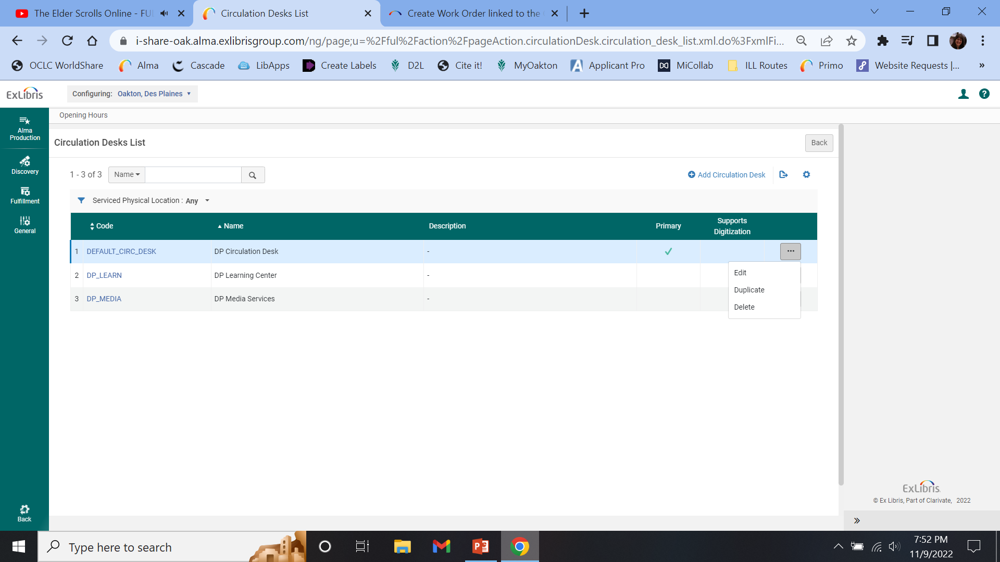 The Elder Scrolls Online - FU
Circulation Desks List
Create Work Order linked to the
i-share-oak.alma.exlibrisgroup.com/ng/page;u=%2Fful%2Faction%2FpageAction.circulationDesk.circulation_desk_list.xml.do%3FxmlFi...
OCLC WorldShare
Alma
Cascade
LibApps
Create Labels
D2L
Cite it!
MyOakton
Applicant Pro
MiCollab
ILL Routes
Primo
Website Requests |...
»
ExLibris
Configuring: Oakton, Des Plaines
Opening Hours
Alma
Production
Discovery
Fulfillment
General
Back
Circulation Desks List
Back
1 - 3 of 3
Name
Add Circulation Desk
Serviced Physical Location : Any
Code
Name
Description
Primary
Supports
Digitization
1 DEFAULT_CIRC_DESK DP Circulation Desk -
2 DP_LEARN DP Learning Center -
3 DP_MEDIA DP Media Services -
Edit
Duplicate
Delete
ExLibris
© Ex Libris, Part of Clarivate, 2022
Type here to search
7:52 PM
11/9/2022